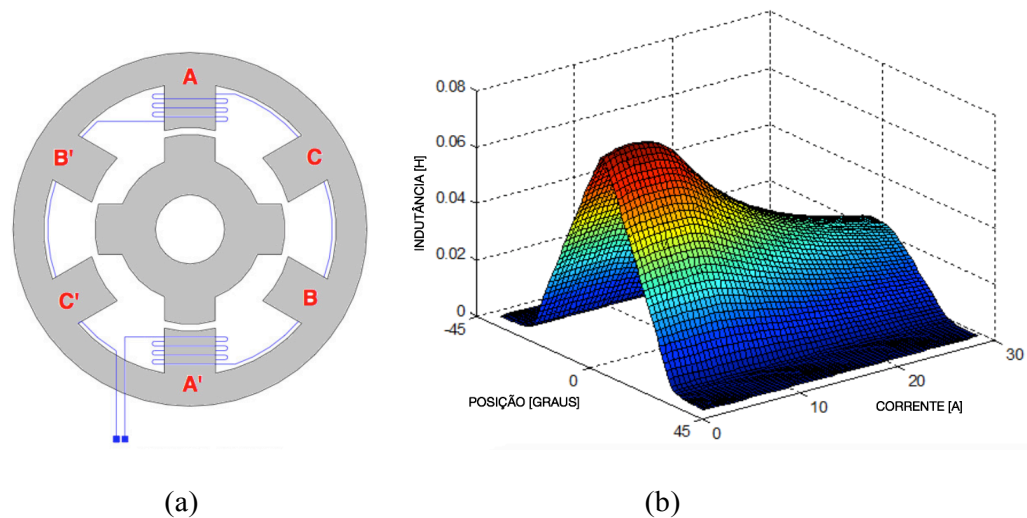 A
B'
C
C'
B
A'
(a)
0.08
0.06
0.04
0.02
0
-45
0
45
0
10
20
30
INDUTÂNCIA [H]
POSIÇÃO [GRAUS]
CORRENTE [A]
(b)